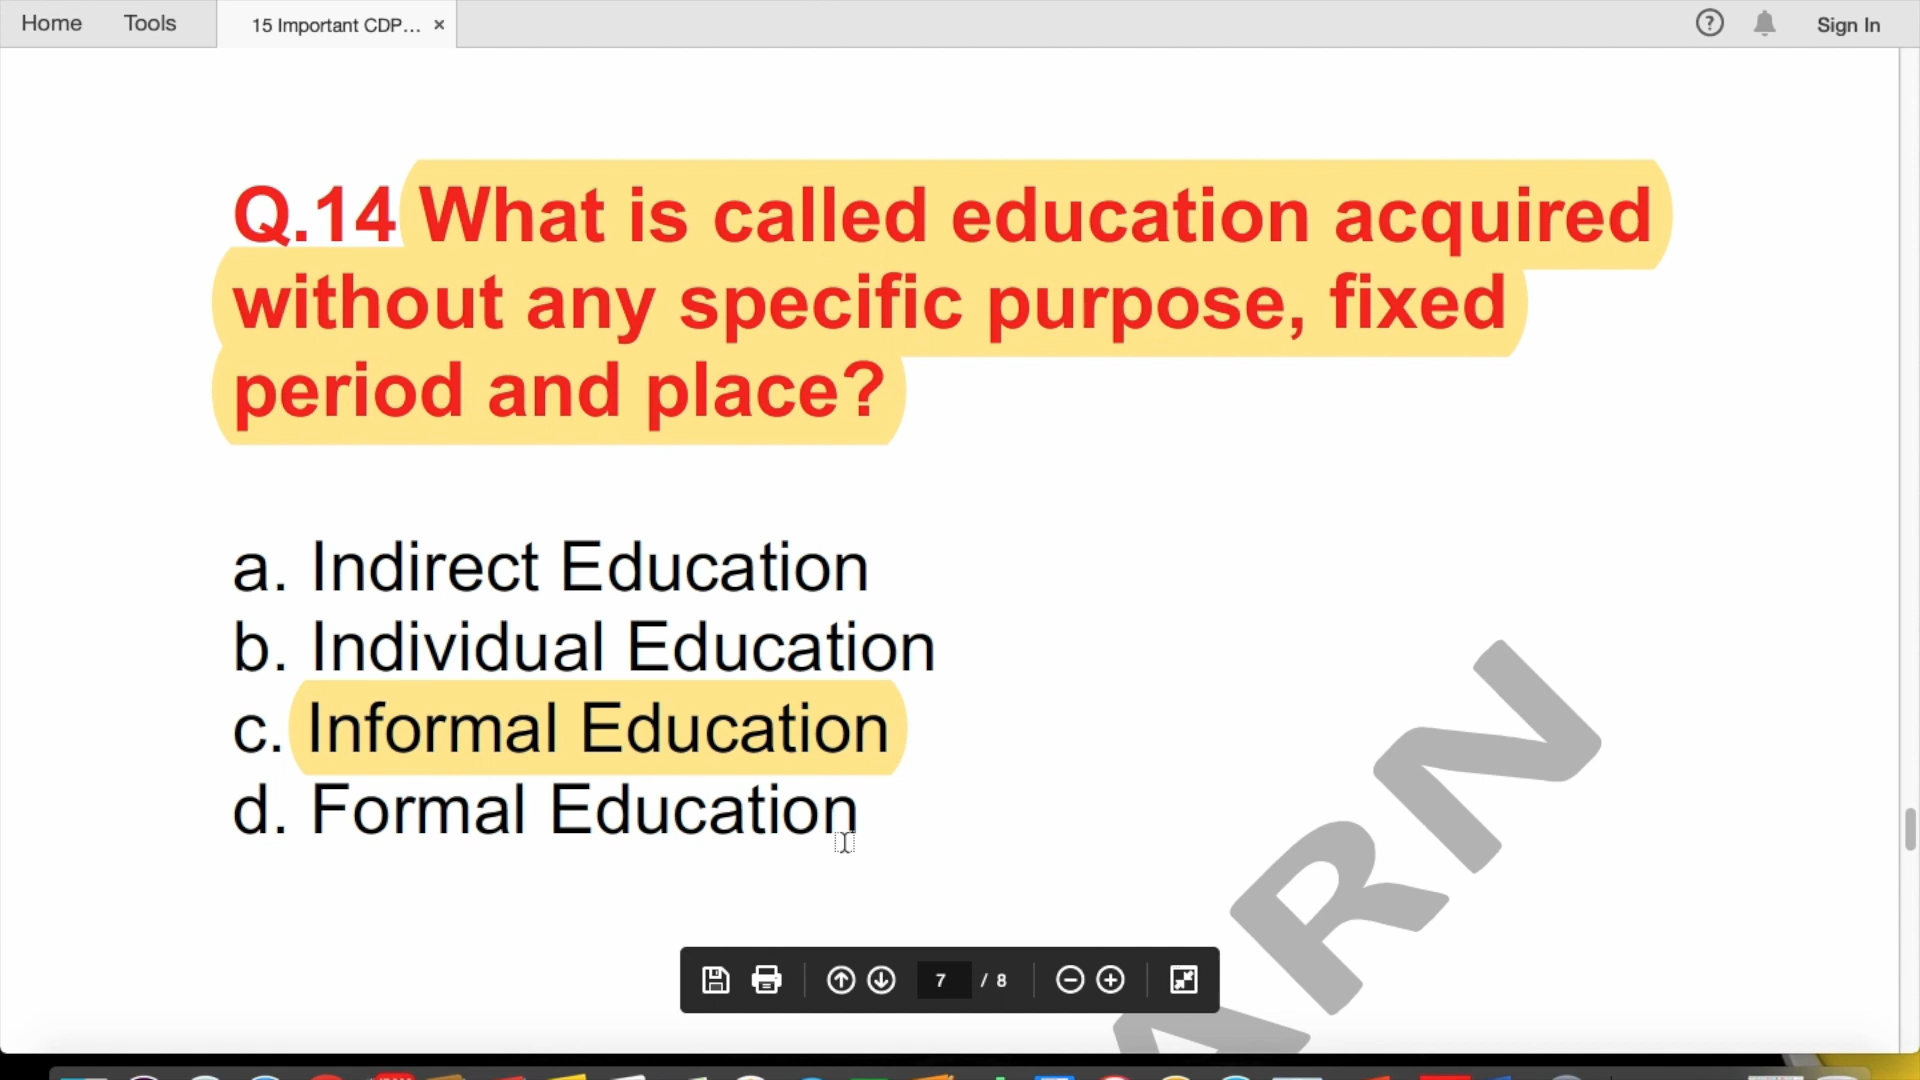 Home Tools 15 Important CDP... × ? Sign In
Q.14 What is called education acquired
without any specific purpose, fixed
period and place?
a. Indirect Education
b. Individual Education
c. Informal Education
d. Formal Education
ARN
7 / 8